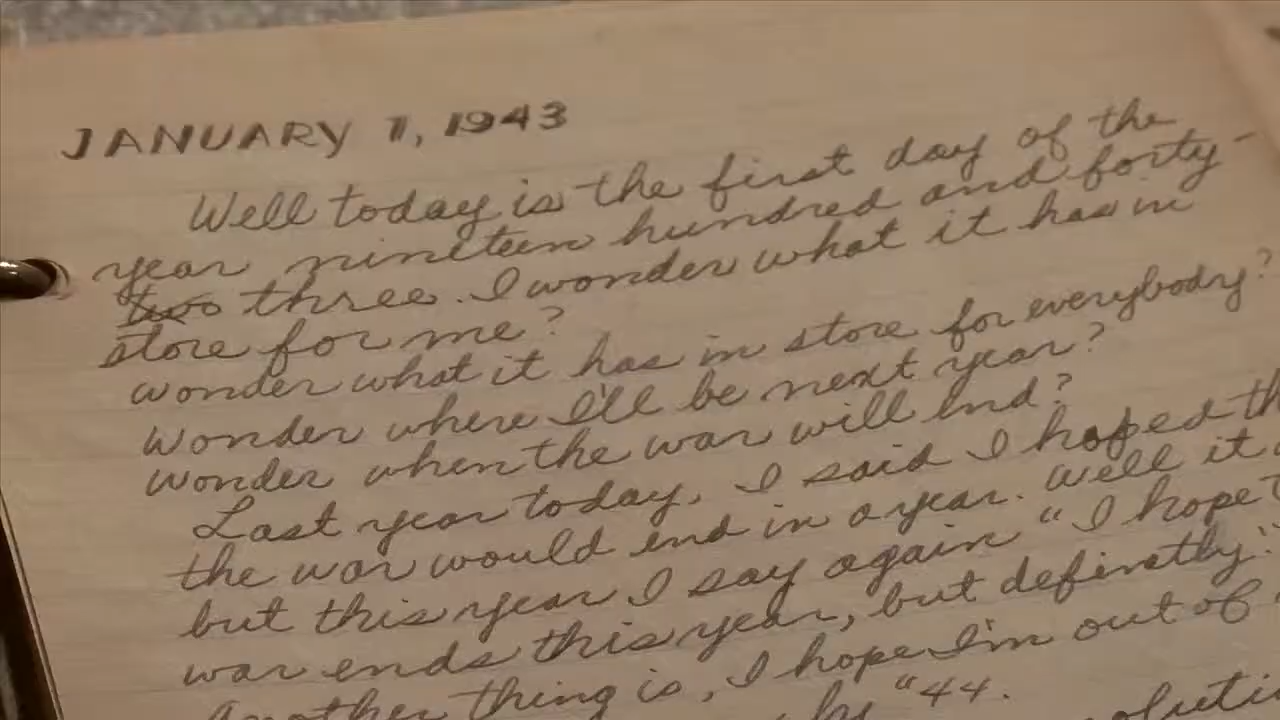 JANUARY 1, 1943
Well today is the first day of the
year nineteen hundred and forty-
two three. I wonder what it has in
store for me?
wonder what it has in store for everybody?
wonder where I'll be next year?
wonder when the war will end?
Last year today, I said I hoped th
the war would end in a year. Well it
but this year I say again "I hope
war ends this year, but definatly."
Another thing is, I hope I'm out of
by "44.